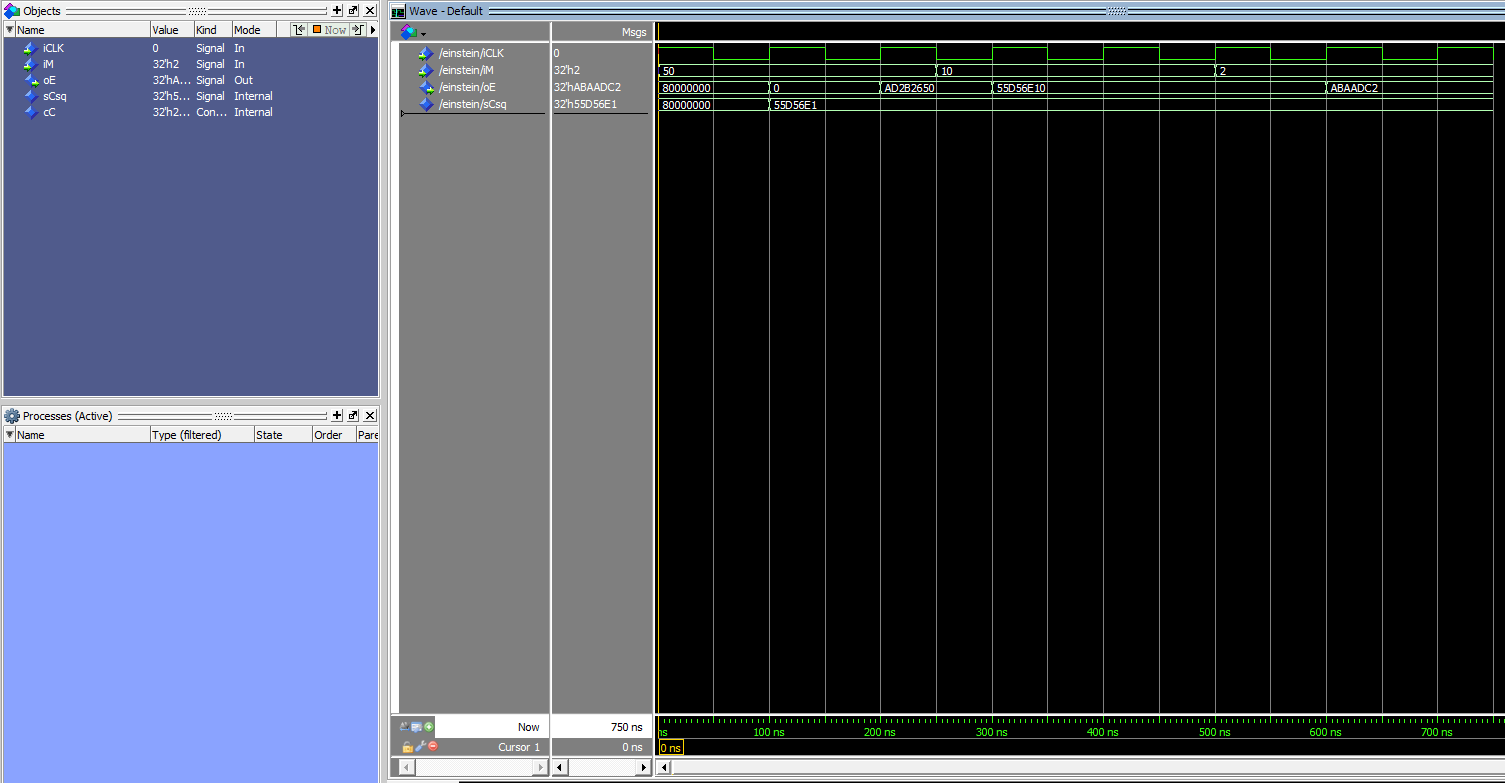 Objects
Name Value Kind Mode Now
iCLK 0 Signal In
iM 32'h2 Signal In
oE 32'hA... Signal Out
sCsq 32'h5... Signal Internal
cC 32'h2... Con... Internal
Processes (Active)
Name Type (filtered) State Order Pare
Wave - Default
Msgs
/einstein/iCLK 0
/einstein/iM 32'h2 50 10 2
/einstein/oE 32'hABAADC2 80000000 0 AD2B2650 55D56E10 ABAADC2
/einstein/sCsq 32'h55D56E1 80000000 55D56E1
Now 750 ns ns 100 ns 200 ns 300 ns 400 ns 500 ns 600 ns 700 ns
Cursor 1 0 ns 0 ns